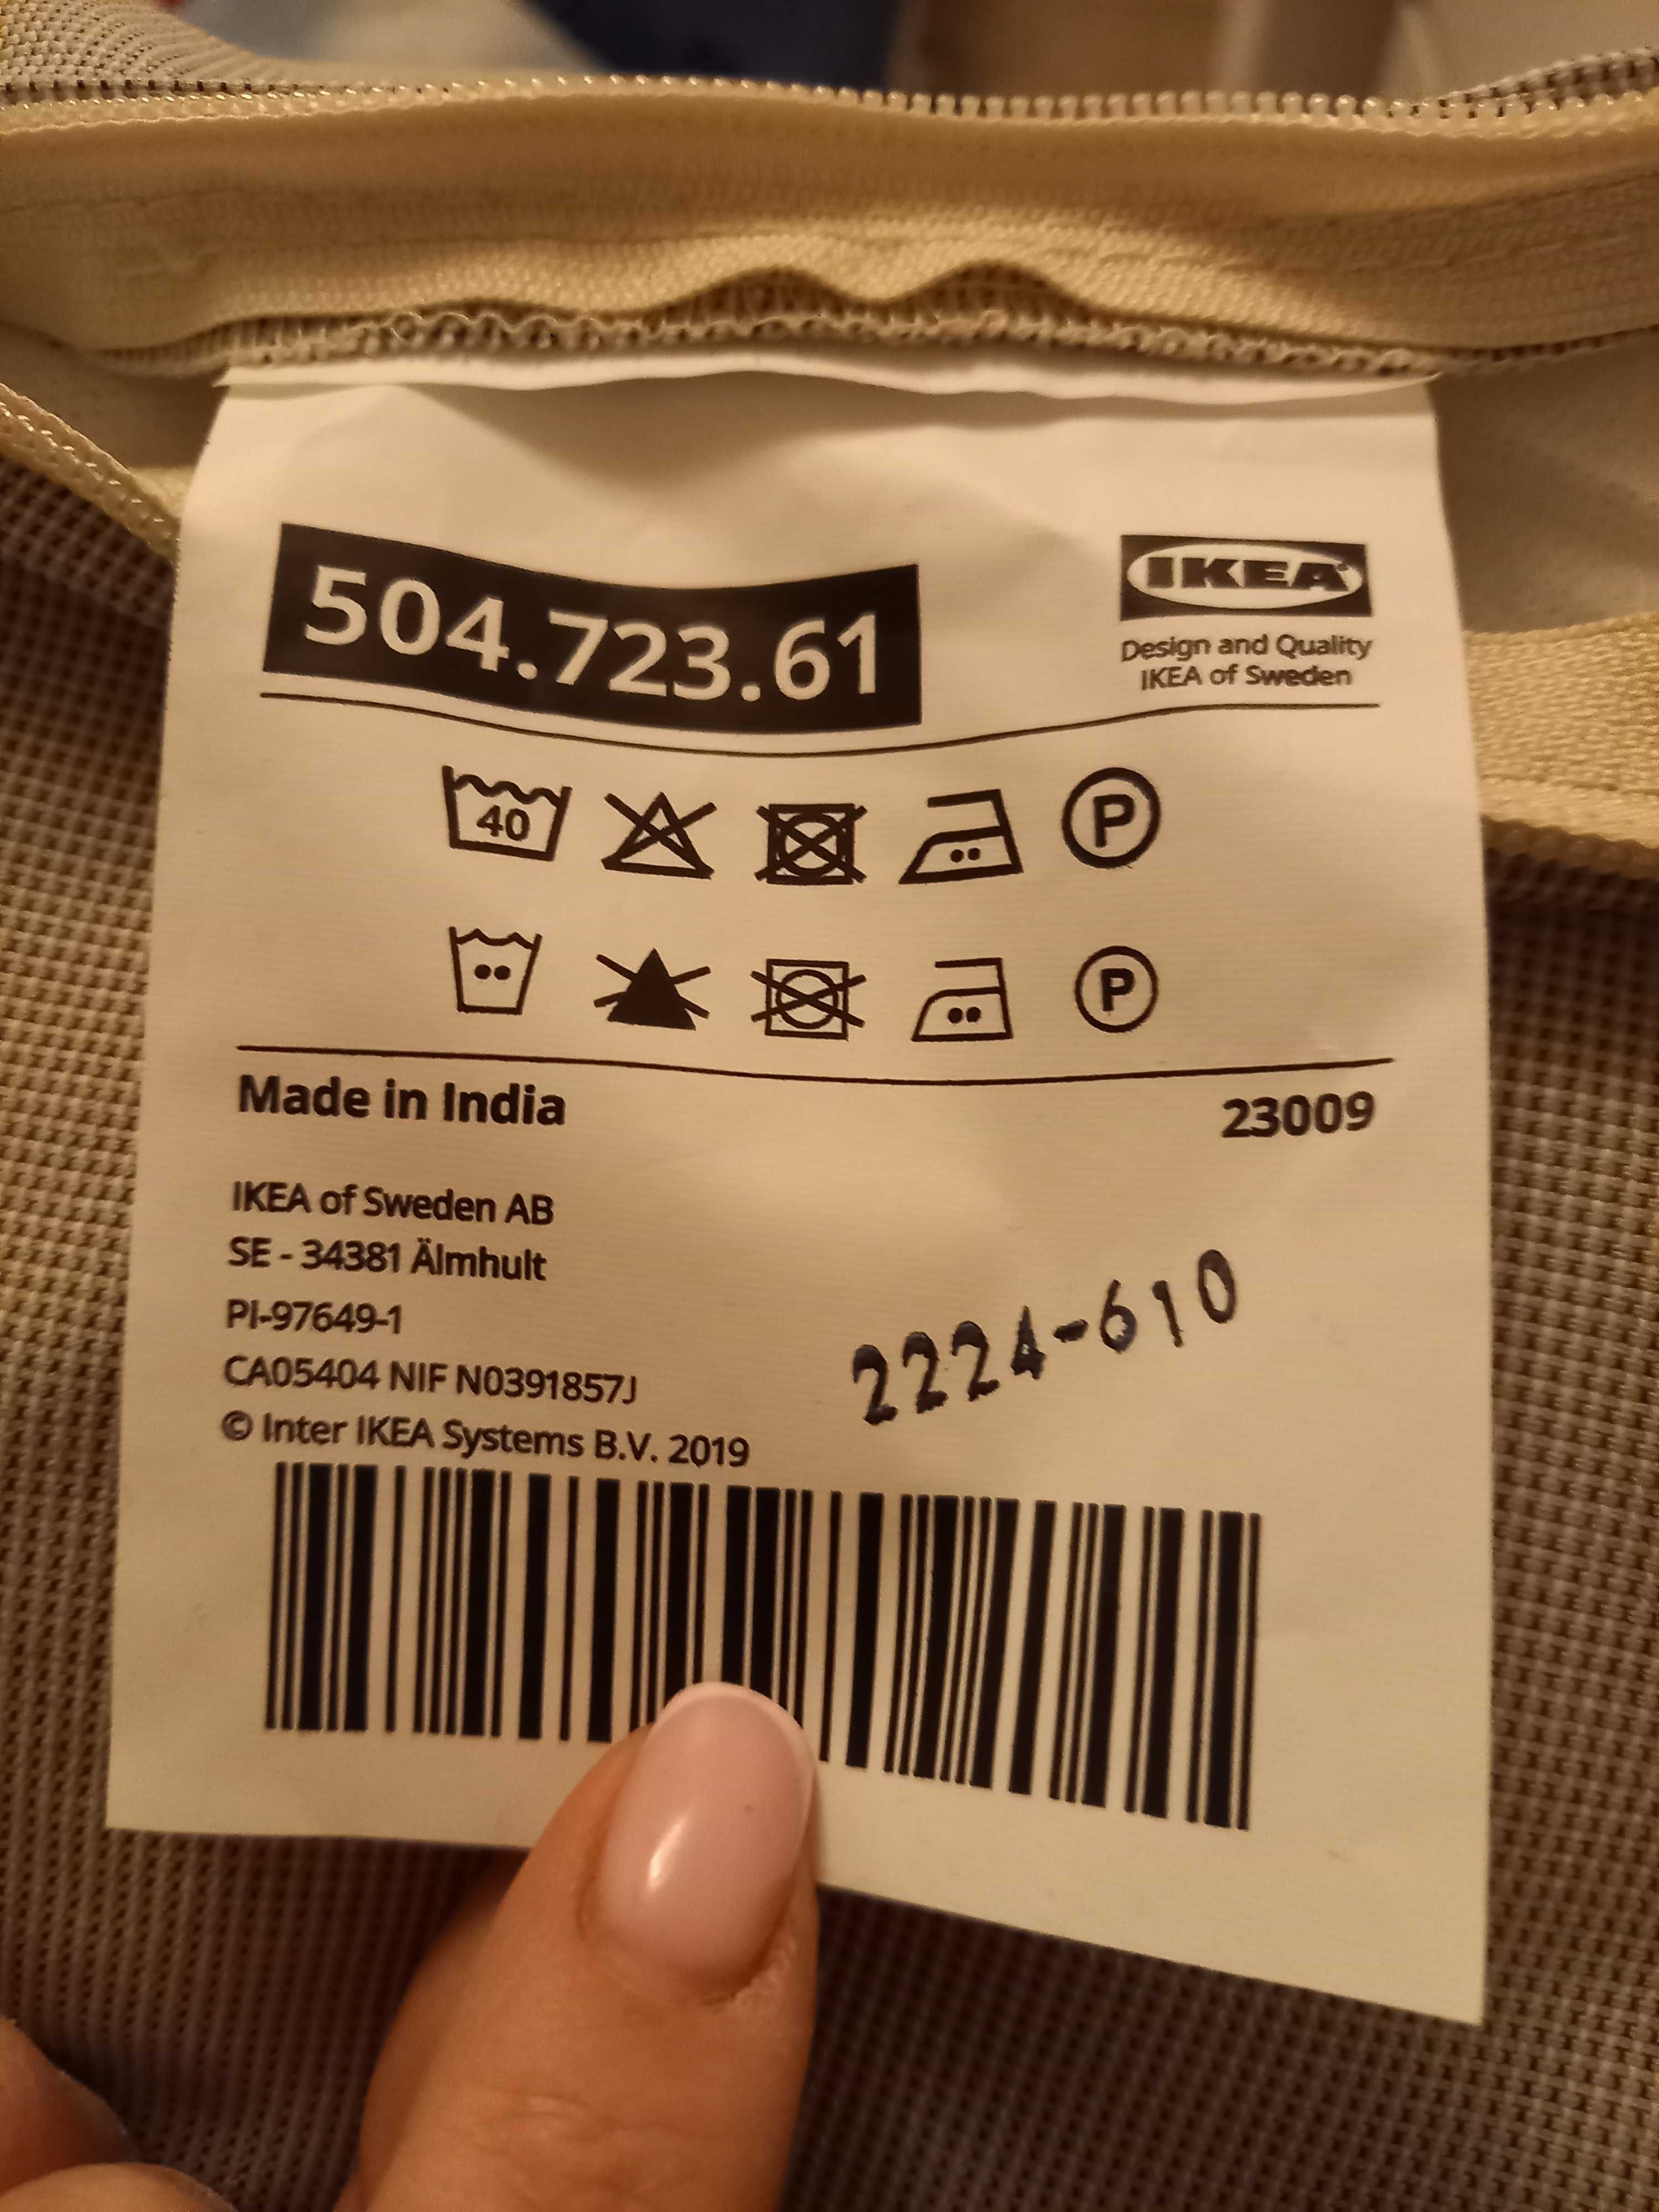 504.723.61
IKEA
Design and Quality
IKEA of Sweden
40
P
P
Made in India
23009
IKEA of Sweden AB
SE - 34381 Älmhult
PI-97649-1
CA05404 NIF N0391857J
© Inter IKEA Systems B.V. 2019
2224-610